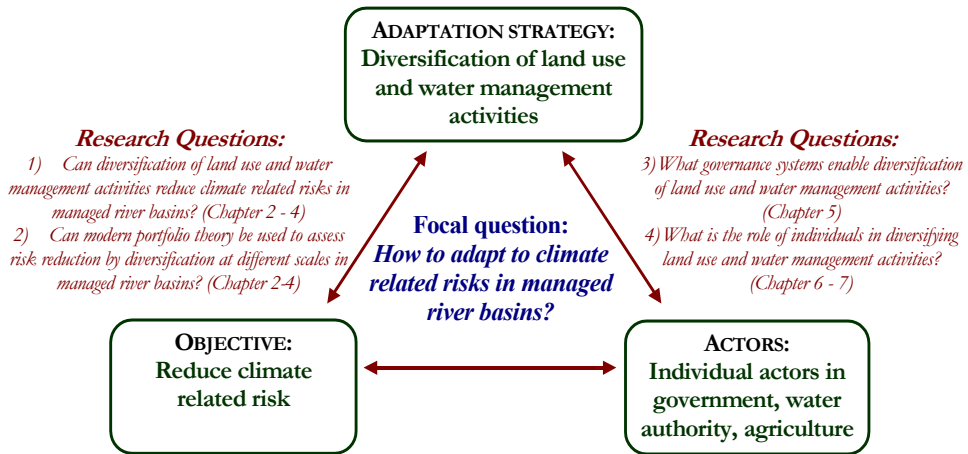 ADAPTATION STRATEGY:
Diversification of land use
and water management
activities
Research Questions:
1) Can diversification of land use and water
management activities reduce climate related risks in
managed river basins? (Chapter 2 - 4)
2) Can modern portfolio theory be used to assess
risk reduction by diversification at different scales in
managed river basins? (Chapter 2-4)
Research Questions:
3) What governance systems enable diversification
of land use and water management activities?
(Chapter 5)
4) What is the role of individuals in diversifying
land use and water management activities?
(Chapter 6 - 7)
Focal question:
How to adapt to climate
related risks in managed
river basins?
OBJECTIVE:
Reduce climate
related risk
ACTORS:
Individual actors in
government, water
authority, agriculture